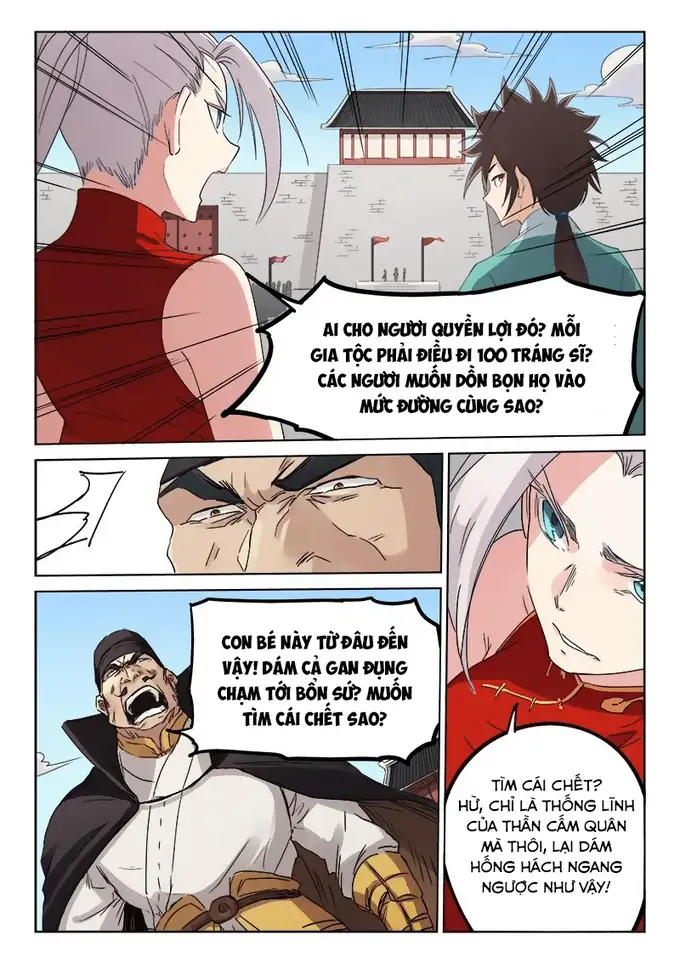 AI CHO NGƯƠI QUYỀN LỢI ĐÓ? MỖI
GIA TỘC PHẢI ĐIỀU ĐI 100 TRÁNG SĨ?
CÁC NGƯƠI MUỐN DỒN BỌN HỌ VÀO
MỨC ĐƯỜNG CÙNG SAO?
CON BÉ NÀY TỪ ĐÂU ĐẾN
VẬY! DÁM CẢ GAN ĐỤNG
CHẠM TỚI BỔN SỨ? MUỐN
TÌM CÁI CHẾT SAO?
TÌM CÁI CHẾT?
HỪ, CHỈ LÀ THỐNG LĨNH
CỦA THẦN CẤM QUÂN
MÀ THÔI, LẠI DÁM
HỐNG HÁCH NGANG
NGƯỢC NHƯ VẬY!